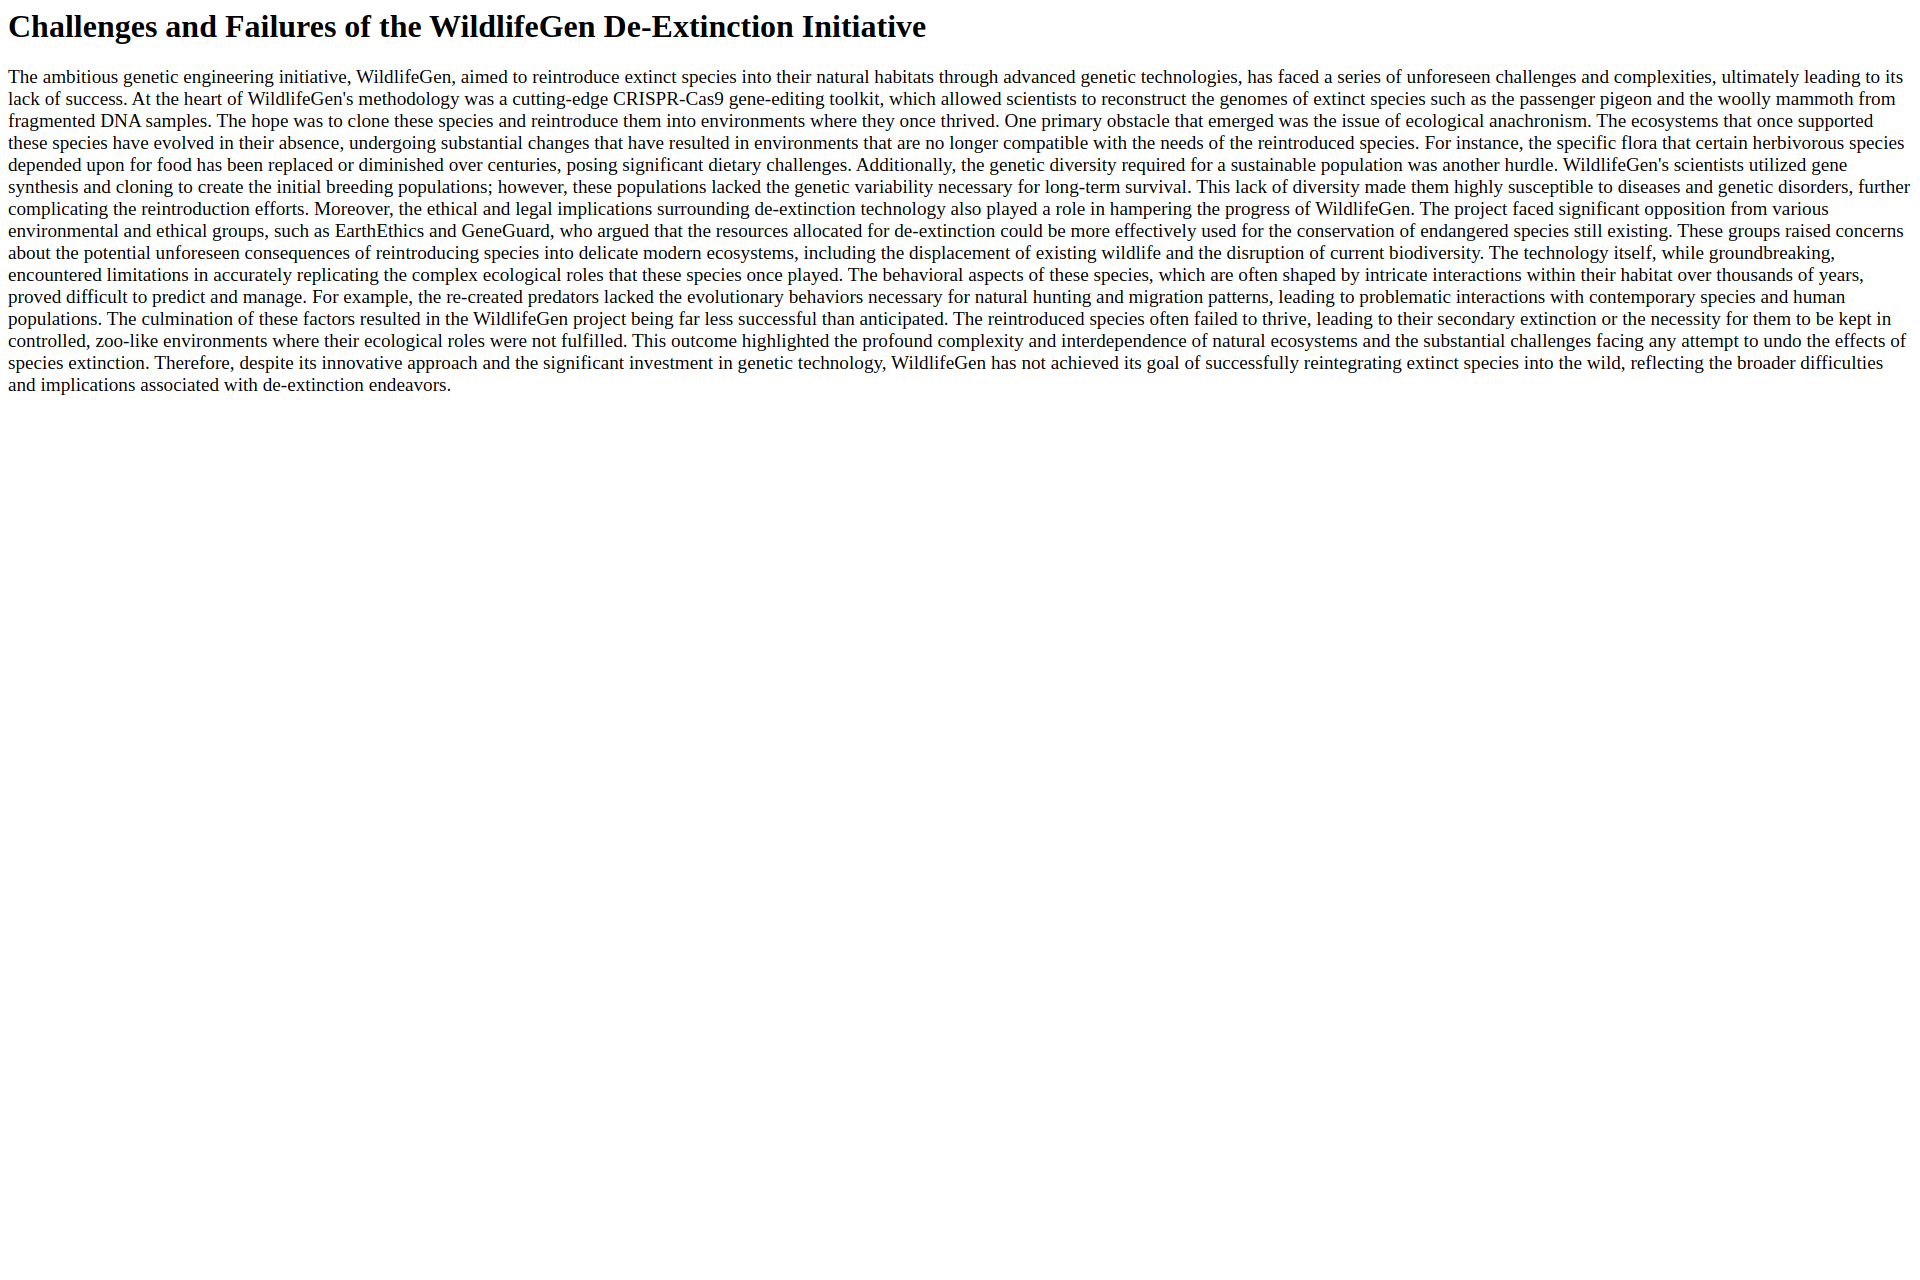 Challenges and Failures of the WildlifeGen De-Extinction Initiative
The ambitious genetic engineering initiative, WildlifeGen, aimed to reintroduce extinct species into their natural habitats through advanced genetic technologies, has faced a series of unforeseen challenges and complexities, ultimately leading to its
lack of success. At the heart of WildlifeGen's methodology was a cutting-edge CRISPR-Cas9 gene-editing toolkit, which allowed scientists to reconstruct the genomes of extinct species such as the passenger pigeon and the woolly mammoth from
fragmented DNA samples. The hope was to clone these species and reintroduce them into environments where they once thrived. One primary obstacle that emerged was the issue of ecological anachronism. The ecosystems that once supported
these species have evolved in their absence, undergoing substantial changes that have resulted in environments that are no longer compatible with the needs of the reintroduced species. For instance, the specific flora that certain herbivorous species
depended upon for food has been replaced or diminished over centuries, posing significant dietary challenges. Additionally, the genetic diversity required for a sustainable population was another hurdle. WildlifeGen's scientists utilized gene
synthesis and cloning to create the initial breeding populations; however, these populations lacked the genetic variability necessary for long-term survival. This lack of diversity made them highly susceptible to diseases and genetic disorders, further
complicating the reintroduction efforts. Moreover, the ethical and legal implications surrounding de-extinction technology also played a role in hampering the progress of WildlifeGen. The project faced significant opposition from various
environmental and ethical groups, such as EarthEthics and GeneGuard, who argued that the resources allocated for de-extinction could be more effectively used for the conservation of endangered species still existing. These groups raised concerns
about the potential unforeseen consequences of reintroducing species into delicate modern ecosystems, including the displacement of existing wildlife and the disruption of current biodiversity. The technology itself, while groundbreaking,
encountered limitations in accurately replicating the complex ecological roles that these species once played. The behavioral aspects of these species, which are often shaped by intricate interactions within their habitat over thousands of years,
proved difficult to predict and manage. For example, the re-created predators lacked the evolutionary behaviors necessary for natural hunting and migration patterns, leading to problematic interactions with contemporary species and human
populations. The culmination of these factors resulted in the WildlifeGen project being far less successful than anticipated. The reintroduced species often failed to thrive, leading to their secondary extinction or the necessity for them to be kept in
controlled, zoo-like environments where their ecological roles were not fulfilled. This outcome highlighted the profound complexity and interdependence of natural ecosystems and the substantial challenges facing any attempt to undo the effects of
species extinction. Therefore, despite its innovative approach and the significant investment in genetic technology, WildlifeGen has not achieved its goal of successfully reintegrating extinct species into the wild, reflecting the broader difficulties
and implications associated with de-extinction endeavors.